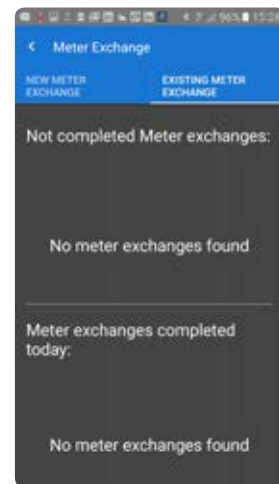 Meter Exchange
NEW METER
EXCHANGE
EXISTING METER
EXCHANGE
Not completed Meter exchanges:
No meter exchanges found
Meter exchanges completed
today:
No meter exchanges found